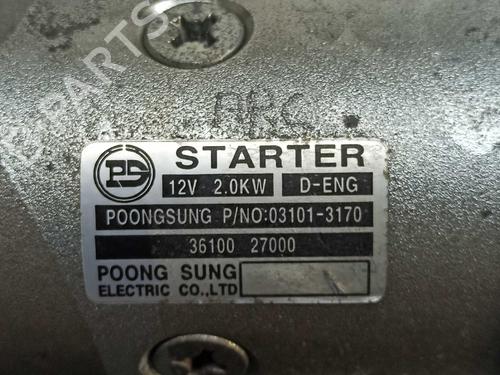 B-PARTS
ARC
PS
STARTER
12V 2.0KW D-ENG
POONGSUNG P/NO:03101-3170
36100 27000
POONG SUNG
ELECTRIC CO.,LTD